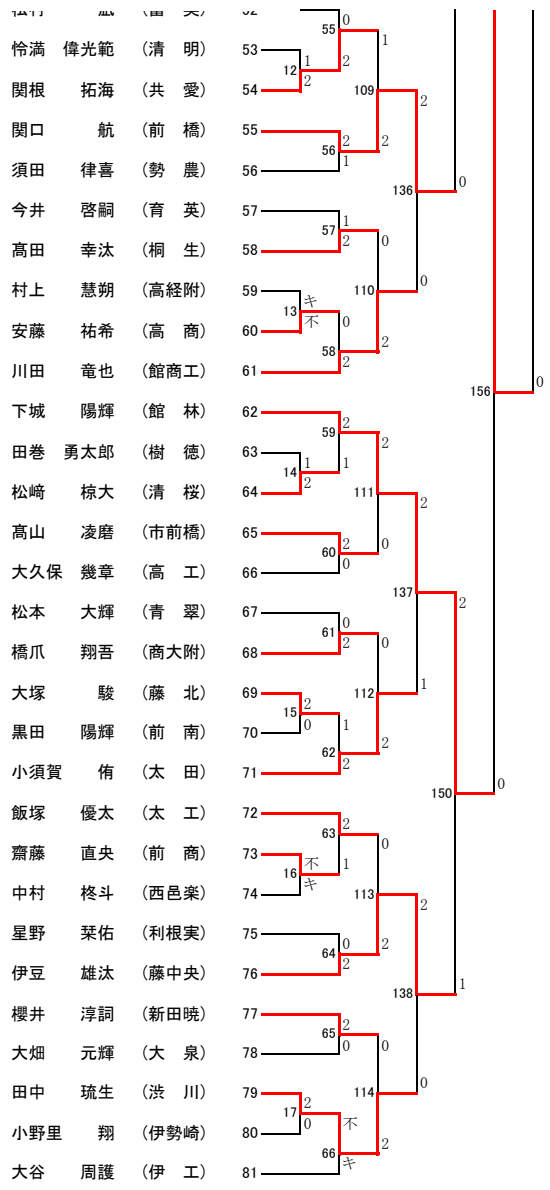 怜満 偉光範 （清 明） 53
関根 拓海 （共 愛） 54
関口 航 （前 橋） 55
須田 律喜 （勢 農） 56
今井 啓嗣 （育 英） 57
髙田 幸汰 （桐 生） 58
村上 慧朔 （高経附） 59
安藤 祐希 （高 商） 60
川田 竜也 （館商工） 61
下城 陽輝 （館 林） 62
田巻 勇太郎 （樹 徳） 63
松﨑 椋大 （清 桜） 64
髙山 凌磨 （市前橋） 65
大久保 幾章 （高 工） 66
松本 大輝 （青 翠） 67
橋爪 翔吾 （商大附） 68
大塚 駿 （藤 北） 69
黒田 陽輝 （前 南） 70
小須賀 侑 （太 田） 71
飯塚 優太 （太 工） 72
齋藤 直央 （前 商） 73
中村 柊斗 （西邑楽） 74
星野 栞佑 （利根実） 75
伊豆 雄汰 （藤中央） 76
櫻井 淳詞 （新田暁） 77
大畑 元輝 （大 泉） 78
田中 琉生 （渋 川） 79
小野里 翔 （伊勢崎） 80
大谷 周護 （伊 工） 81
12 1 2
13 キ 不
14 1 2
15 2 0
16 不 キ
17 2 0
55 0 2
56 2 1
57 1 2
58 0 2
59 2 1
60 2 0
61 0 2
62 1 2
63 2 1
64 0 2
65 2 0
66 不 キ
109 1 2
110 0 2
111 2 0
112 0 2
113 0 2
114 0 2
136 2 0
137 2 1
138 2 0
150 2 1
156 0 0
0